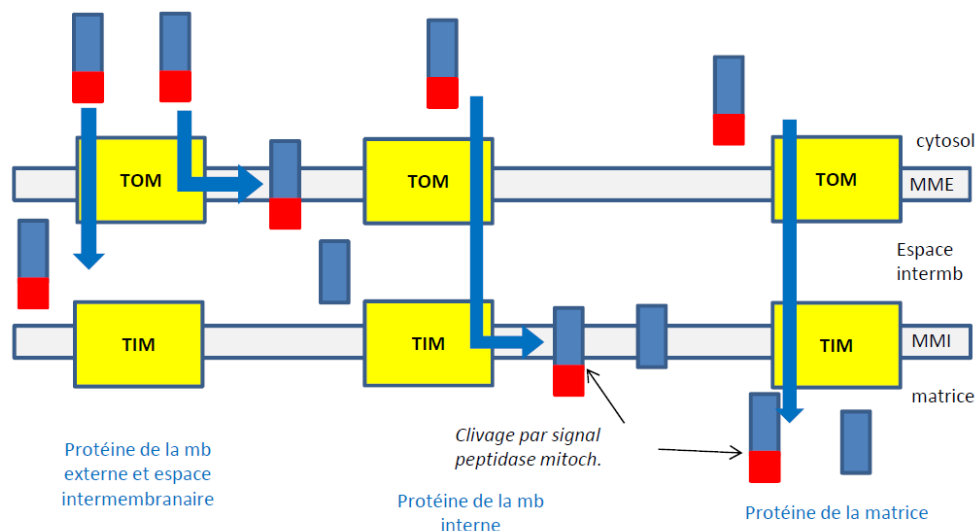 cytosol
TOM
TOM
TOM
MME
Espace
intermb
TIM
TIM
TIM
MMI
matrice
Clivage par signal
peptidase mitoch.
Protéine de la mb
externe et espace
intermembranaire
Protéine de la mb
interne
Protéine de la matrice